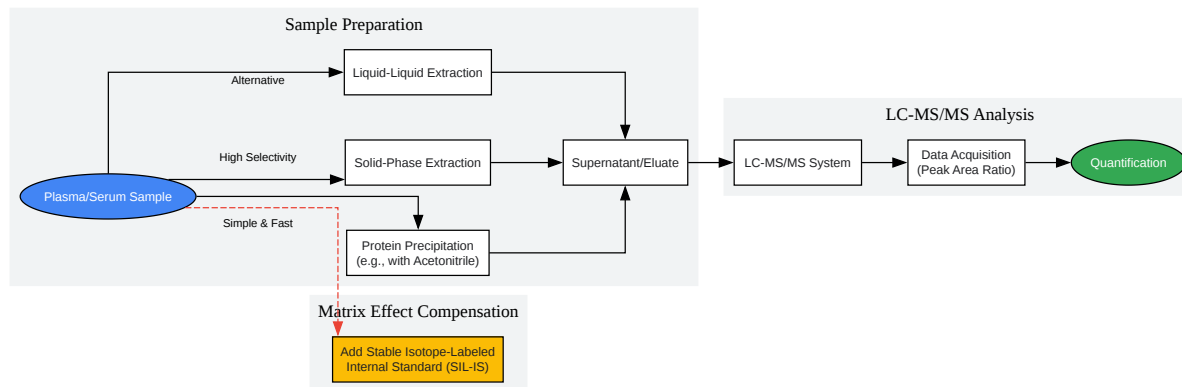 Sample Preparation
Alternative
Liquid-Liquid Extraction
High Selectivity
Solid-Phase Extraction
Supernatant/Eluate
Plasma/Serum Sample
Simple & Fast
Protein Precipitation
(e.g., with Acetonitrile)
LC-MS/MS Analysis
LC-MS/MS System
Data Acquisition
(Peak Area Ratio)
Quantification
Matrix Effect Compensation
Add Stable Isotope-Labeled
Internal Standard (SIL-IS)